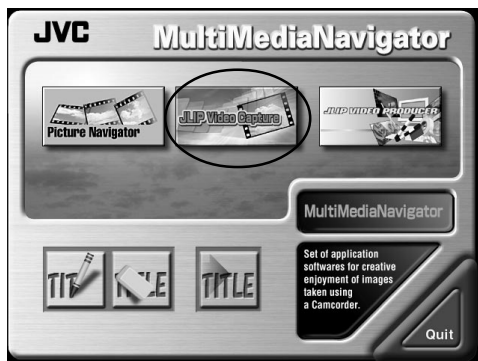 JVC
MultiMediaNavigator
Picture Navigator
JLIP Video Capture
JLIP VIDEO PRODUCER
MultiMediaNavigator
Set of application
softwares for creative
enjoyment of images
taken using
a Camcorder.
TITLE
TITLE
Quit